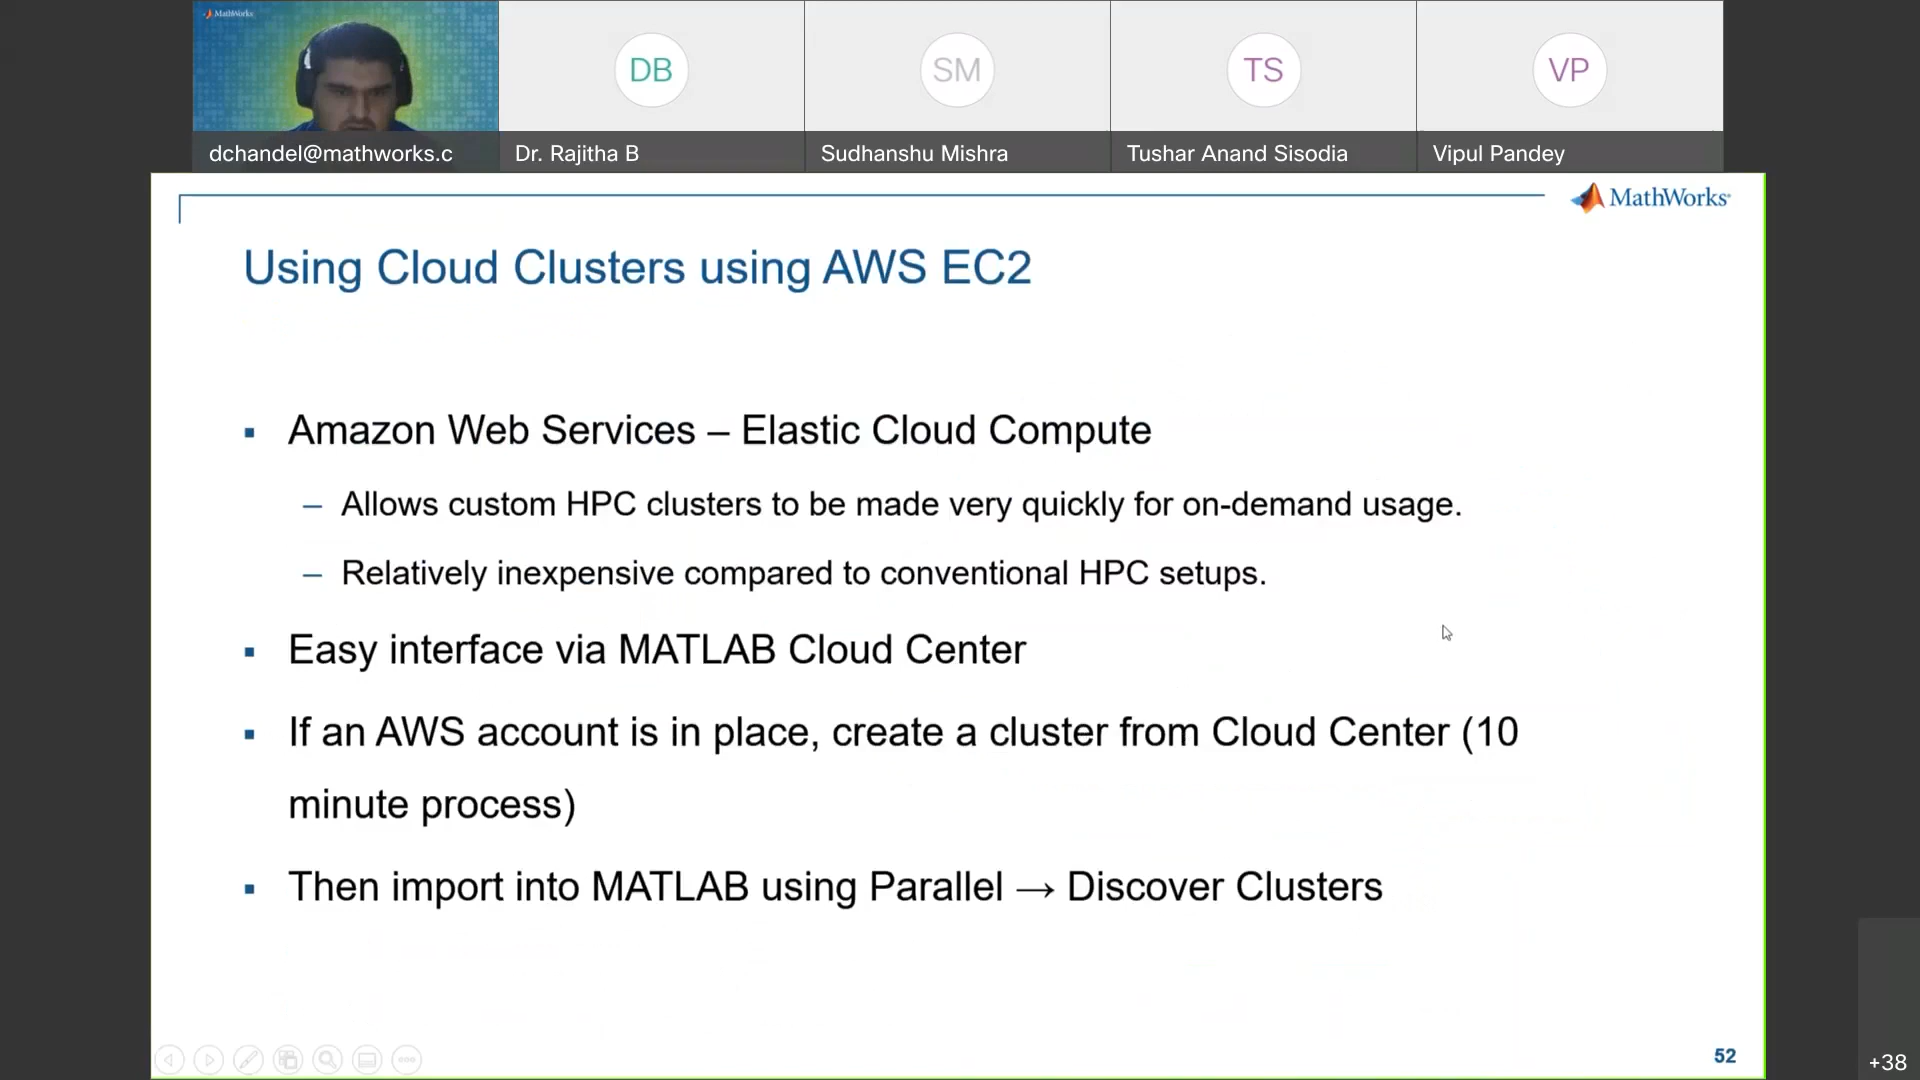 MathWorks
DB
SM
TS
VP
dchandel@mathworks.c
Dr. Rajitha B
Sudhanshu Mishra
Tushar Anand Sisodia
Vipul Pandey
MathWorks®
Using Cloud Clusters using AWS EC2
▪ Amazon Web Services – Elastic Cloud Compute
– Allows custom HPC clusters to be made very quickly for on-demand usage.
– Relatively inexpensive compared to conventional HPC setups.
▪ Easy interface via MATLAB Cloud Center
▪ If an AWS account is in place, create a cluster from Cloud Center (10
minute process)
▪ Then import into MATLAB using Parallel → Discover Clusters
52
+38